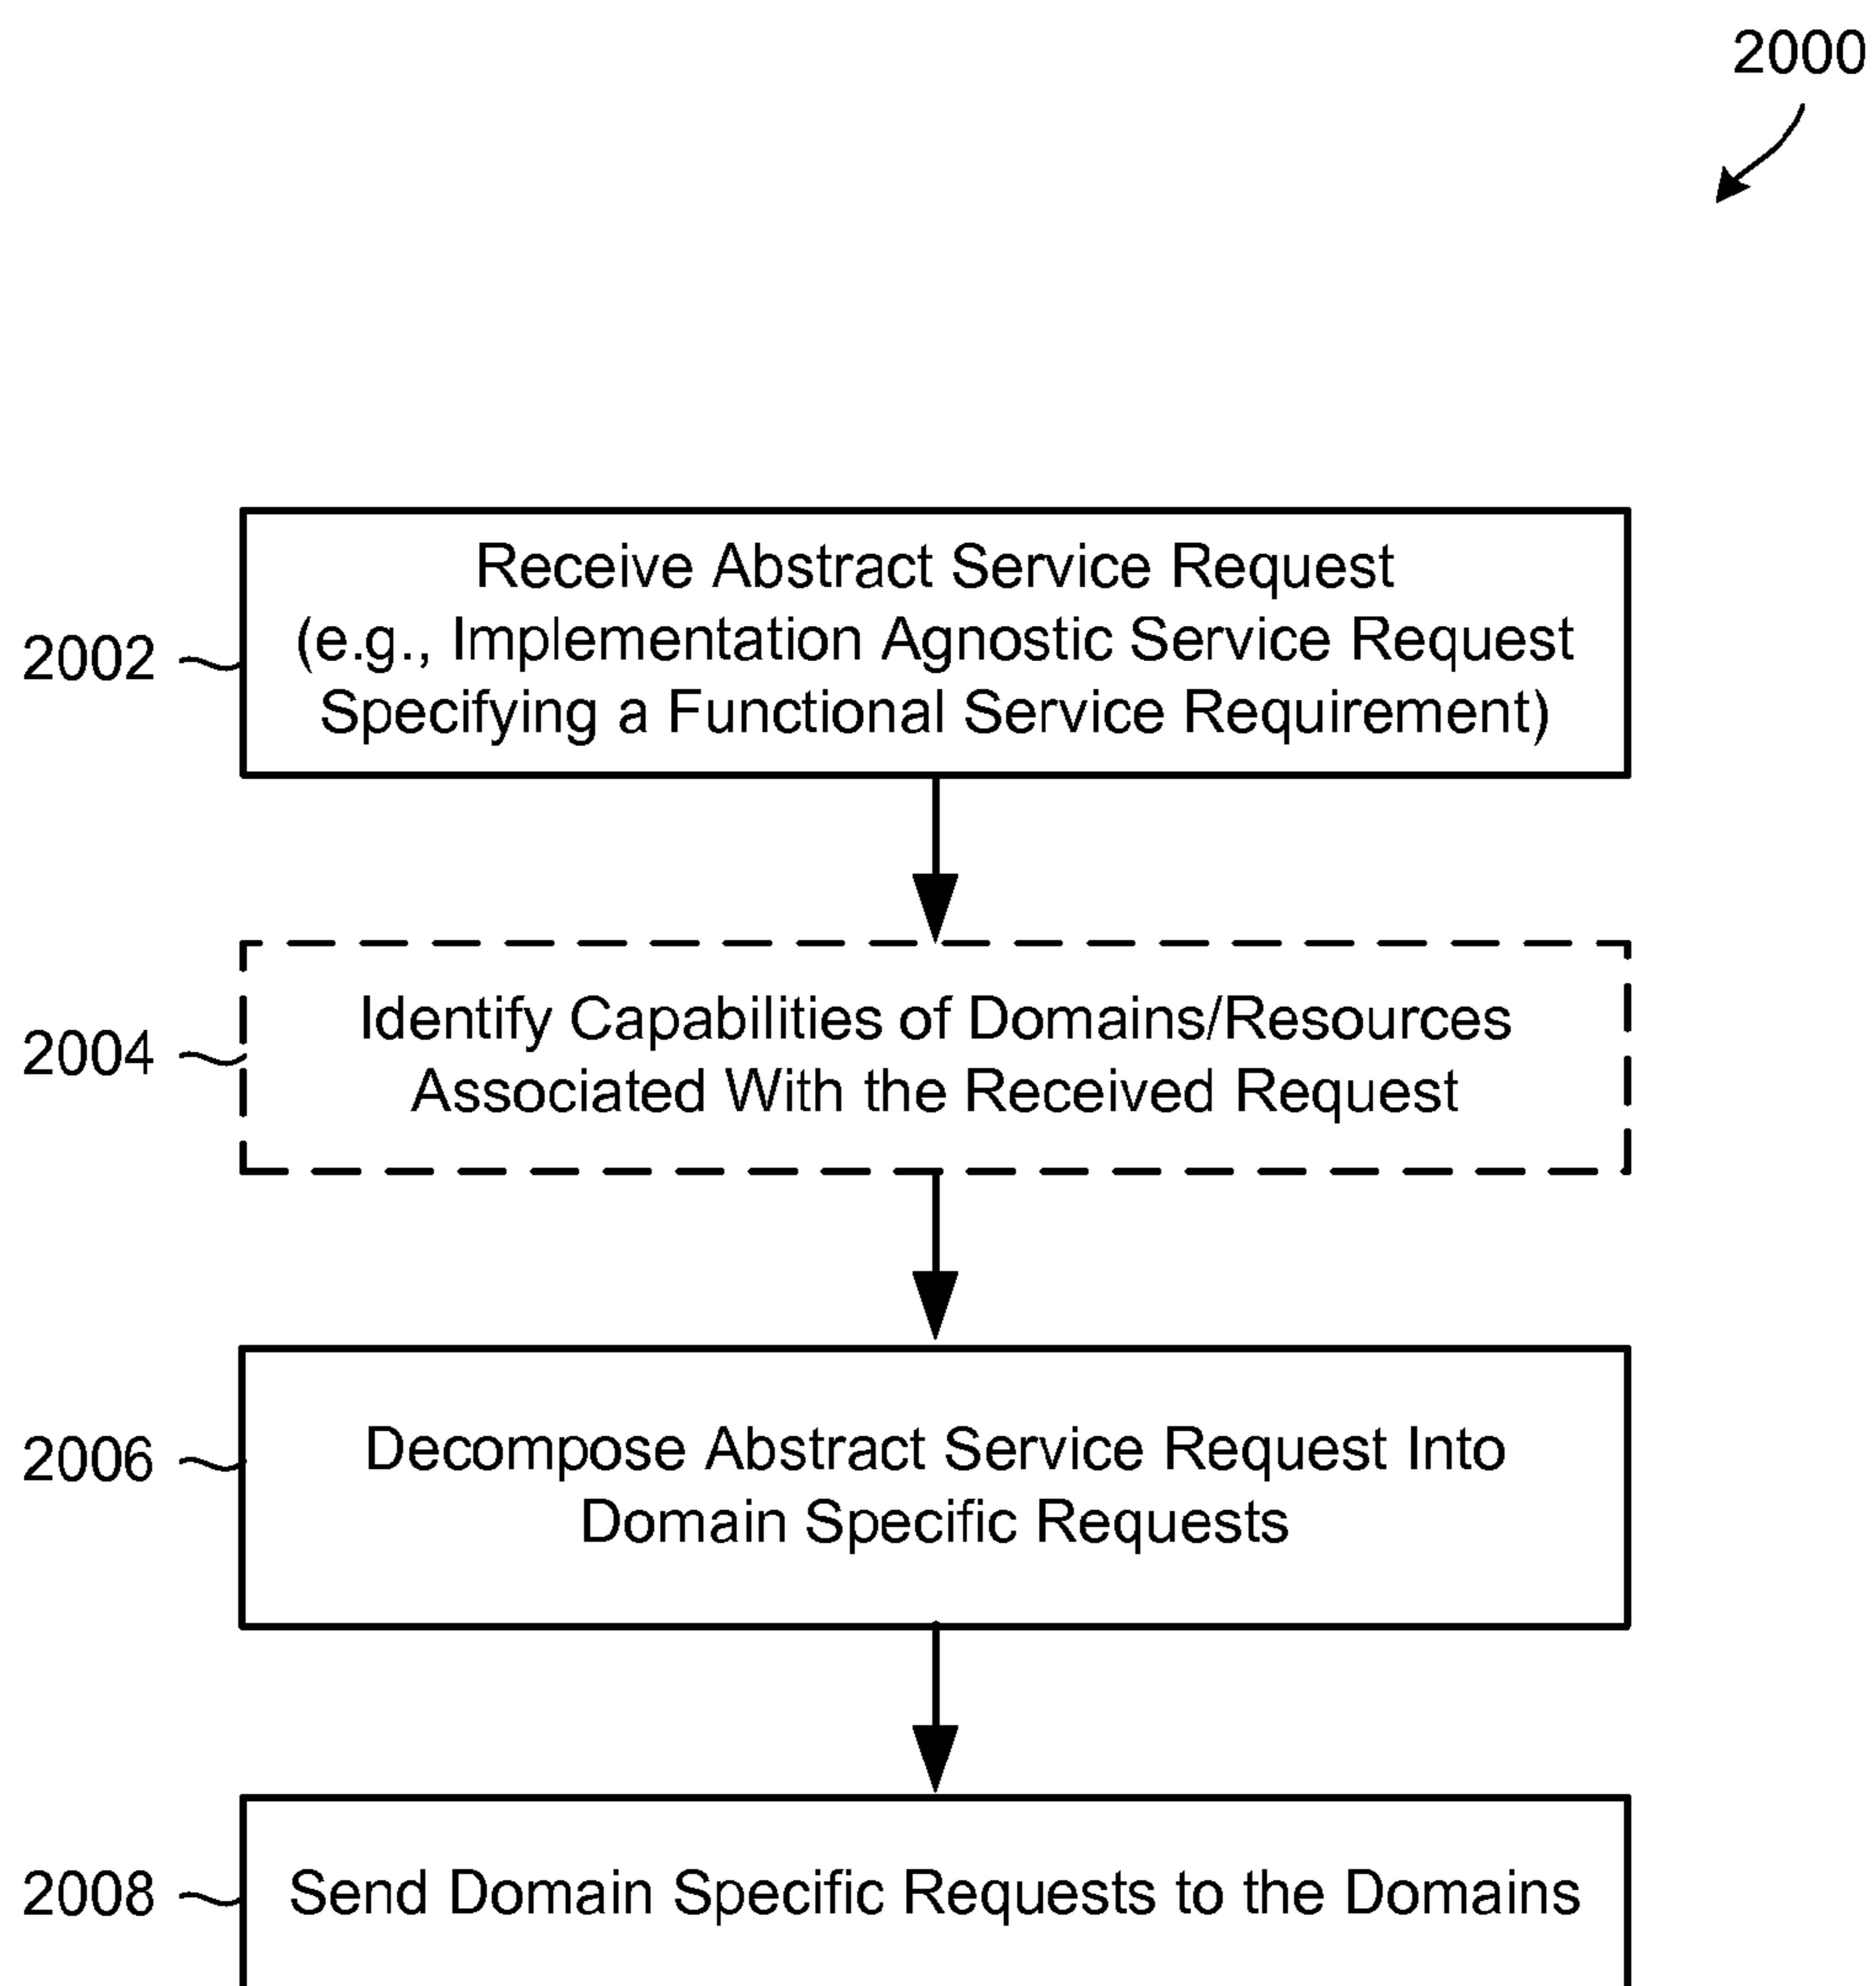 2000
Receive Abstract Service Request
(e.g., Implementation Agnostic Service Request
Specifying a Functional Service Requirement)
2002
Identify Capabilities of Domains/Resources
Associated With the Received Request
2004
Decompose Abstract Service Request Into
Domain Specific Requests
2006
Send Domain Specific Requests to the Domains
2008